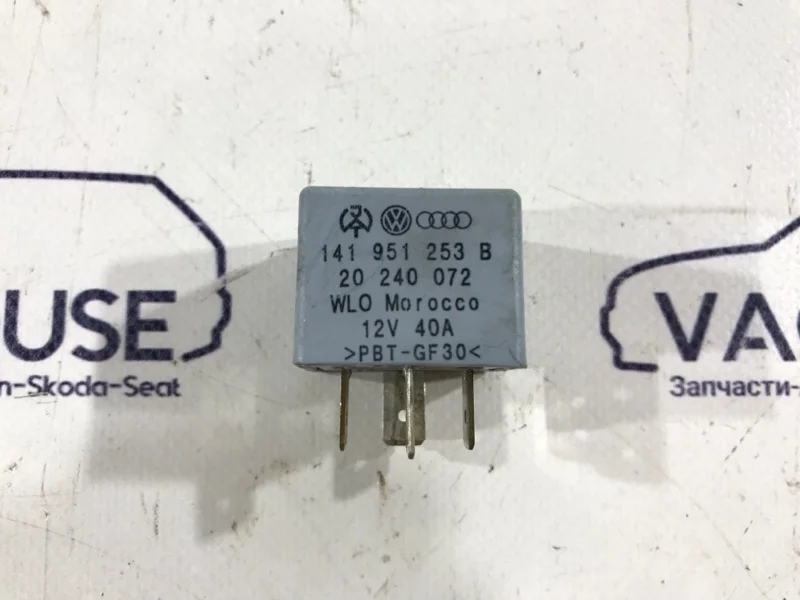 141 951 253 B
20 240 072
WLO Morocco
12V 40A
>PBT-GF30<
USE
n-Skoda-Seat
VAG
Запчасти-